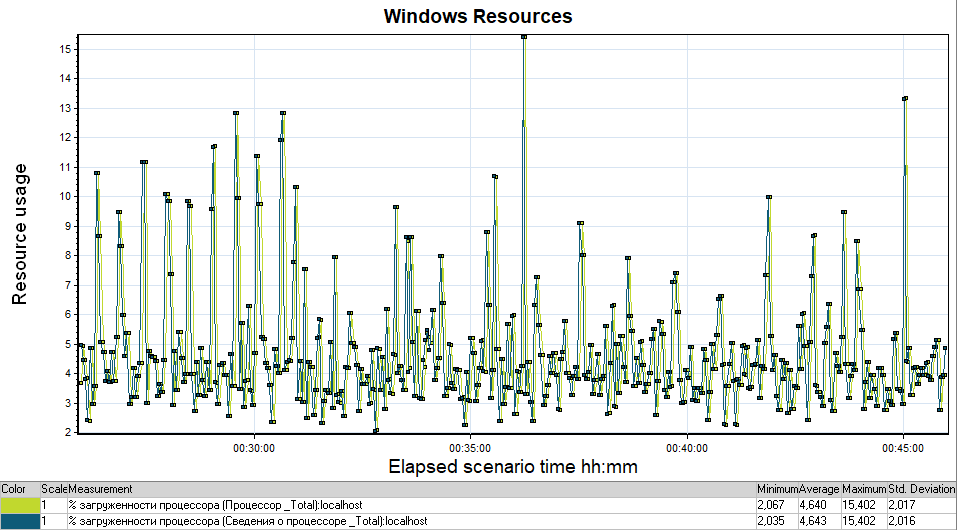 Windows Resources
Resource usage
15
14
13
12
11
10
9
8
7
6
5
4
3
2
00:30:00 00:35:00 00:40:00 00:45:00
Elapsed scenario time hh:mm
Color Scale Measurement Minimum Average Maximum Std. Deviation
1 % загруженности процессора (Процессор _Total):localhost 2,067 4,640 15,402 2,017
1 % загруженности процессора (Сведения о процессоре _Total):localhost 2,035 4,643 15,402 2,016